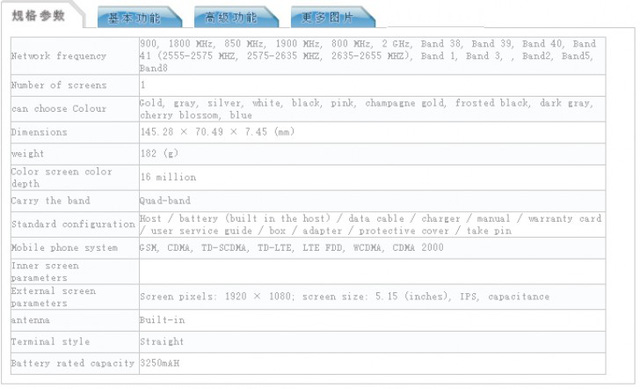 规格参数 基本功能 高级功能 更多图片
Network frequency
900, 1800 MHz, 850 MHz, 1900 MHz, 800 MHz, 2 GHz, Band 38, Band 39, Band 40, Band
41 (2555-2575 MHZ, 2575-2635 MHZ, 2635-2655 MHZ), Band 1, Band 3, , Band2, Band5,
Band8
Number of screens 1
can choose Colour
Gold, gray, silver, white, black, pink, champagne gold, frosted black, dark gray,
cherry blossom, blue
Dimensions 145.28 × 70.49 × 7.45 (mm)
weight 182 (g)
Color screen color
depth
16 million
Carry the band Quad-band
Standard configuration
Host / battery (built in the host) / data cable / charger / manual / warranty card
/ user service guide / box / adapter / protective cover / take pin
Mobile phone system GSM, CDMA, TD-SCDMA, TD-LTE, LTE FDD, WCDMA, CDMA 2000
Inner screen
parameters
External screen
parameters
Screen pixels: 1920 × 1080; screen size: 5.15 (inches), IPS, capacitance
antenna Built-in
Terminal style Straight
Battery rated capacity 3250mAH